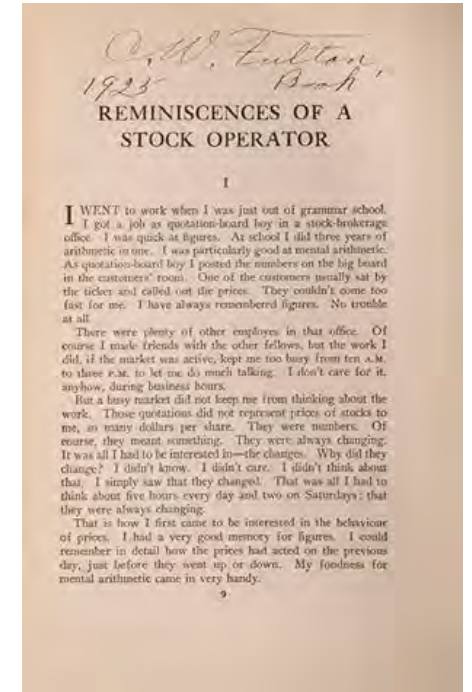 C. W. Fulton,
1925 Book
REMINISCENCES OF A
STOCK OPERATOR
I
I WENT to work when I was just out of grammar school.
I got a job as quotation-board boy in a stock-brokerage
office. I was quick at figures. At school I did three years of
arithmetic in one. I was particularly good at mental arithmetic.
As quotation-board boy I posted the numbers on the big board
in the customers' room. One of the customers usually sat by
the ticker and called out the prices. They couldn't come too
fast for me. I have always remembered figures. No trouble
at all.
There were plenty of other employes in that office. Of
course I made friends with the other fellows, but the work I
did, if the market was active, kept me too busy from ten A.M.
to three P.M. to let me do much talking. I don't care for it,
anyhow, during business hours.
But a busy market did not keep me from thinking about the
work. Those quotations did not represent prices of stocks to
me, so many dollars per share. They were numbers. Of
course, they meant something. They were always changing.
It was all I had to be interested in—the changes. Why did they
change? I didn't know. I didn't care. I didn't think about
that. I simply saw that they changed. That was all I had to
think about five hours every day and two on Saturdays: that
they were always changing.
That is how I first came to be interested in the behaviour
of prices. I had a very good memory for figures. I could
remember in detail how the prices had acted on the previous
day, just before they went up or down. My fondness for
mental arithmetic came in very handy.
9